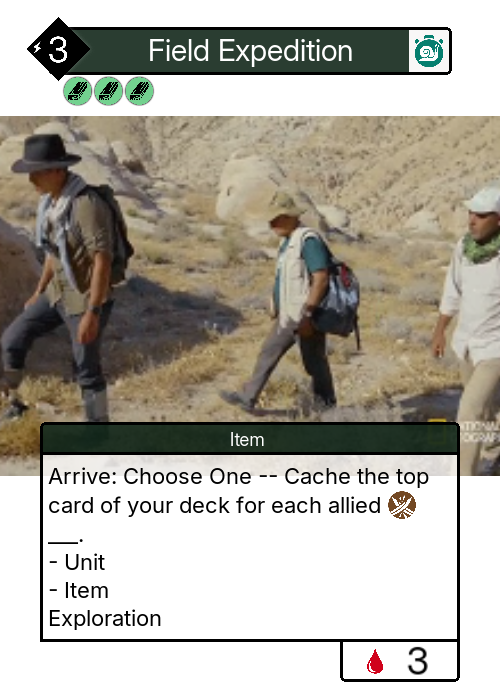 3
Field Expedition
Item
Arrive: Choose One -- Cache the top
card of your deck for each allied
___.
- Unit
- Item
Exploration
3